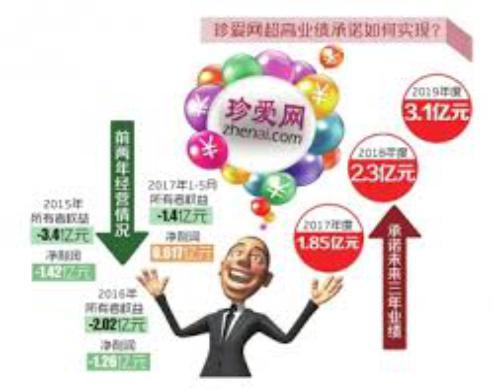 珍爱网超高业绩承诺如何实现?
珍爱网
zhenai.com
前两年经营情况
2015年
所有者权益
-3.4亿元
净利润
-1.42亿元
2016年
所有者权益
-2.02亿元
净利润
-1.26亿元
2017年1-5月
所有者权益
-1.4亿元
净利润
0.617亿元
2019年度
3.1亿元
2018年度
2.3亿元
2017年度
1.85亿元
承诺未来三年业绩